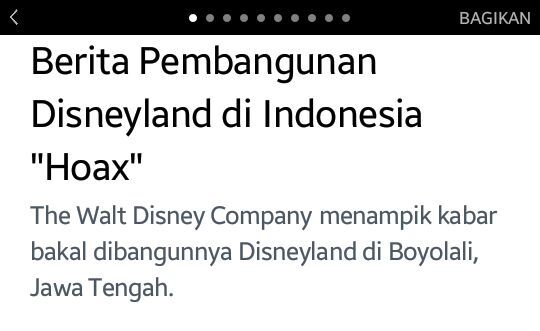 BAGIKAN
Berita Pembangunan
Disneyland di Indonesia
"Hoax"
The Walt Disney Company menampik kabar
bakal dibangunnya Disneyland di Boyolali,
Jawa Tengah.